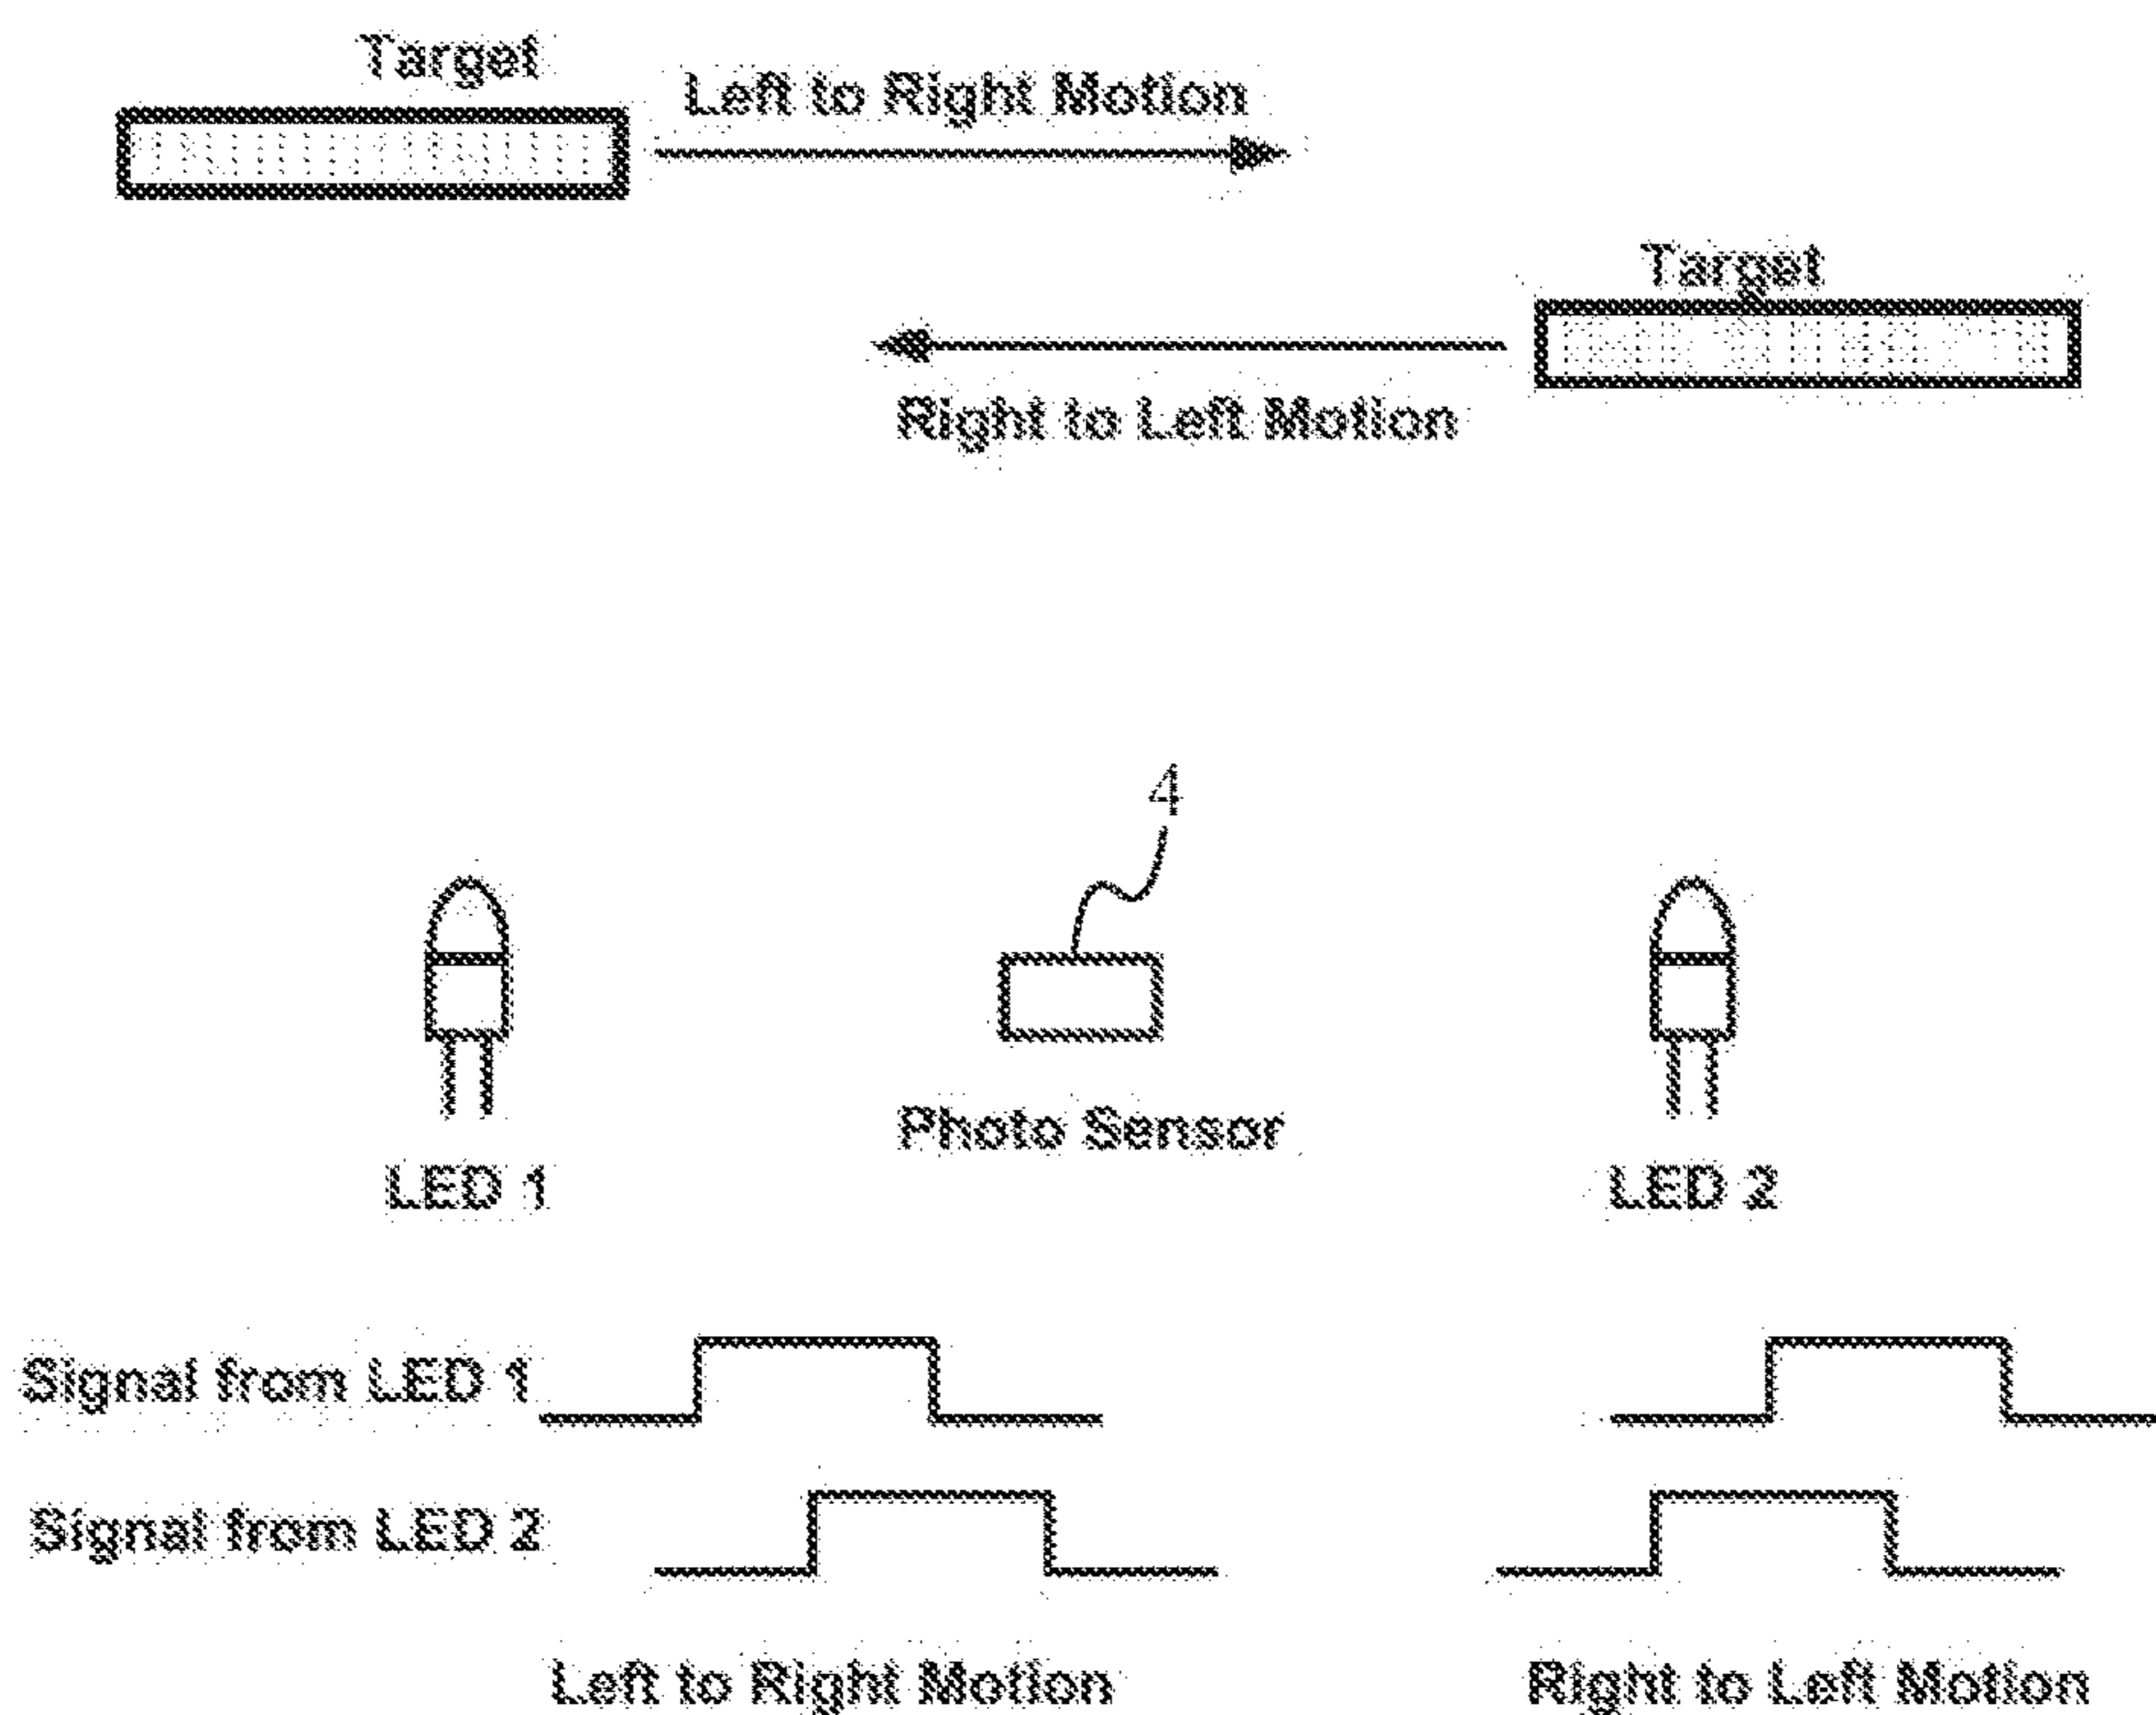 Target
Left to Right Motion
Target
Right to Left Motion
4
Photo Sensor
LED 1
LED 2
Signal from LED 1
Signal from LED 2
Left to Right Motion
Right to Left Motion